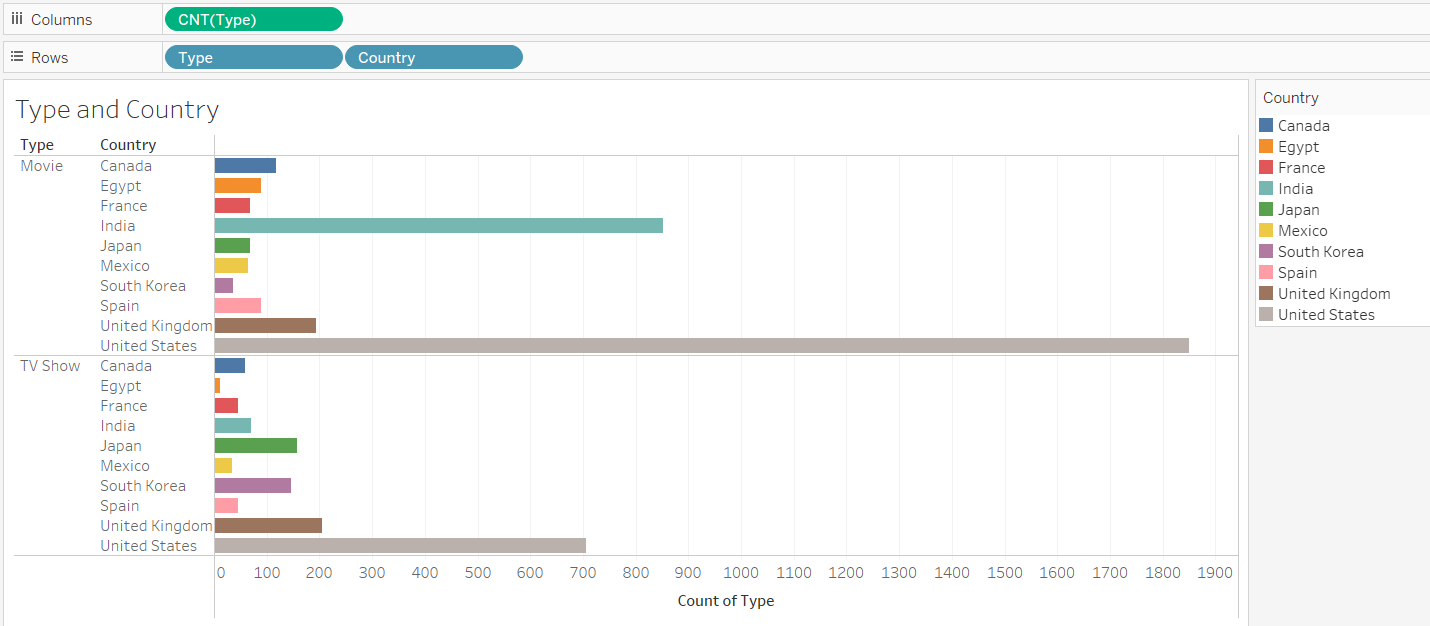 Columns CNT(Type)
Rows Type Country
Type and Country
Type Country
Movie Canada
Egypt
France
India
Japan
Mexico
South Korea
Spain
United Kingdom
United States
TV Show Canada
Egypt
France
India
Japan
Mexico
South Korea
Spain
United Kingdom
United States
0 100 200 300 400 500 600 700 800 900 1000 1100 1200 1300 1400 1500 1600 1700 1800 1900
Count of Type
Country
Canada
Egypt
France
India
Japan
Mexico
South Korea
Spain
United Kingdom
United States